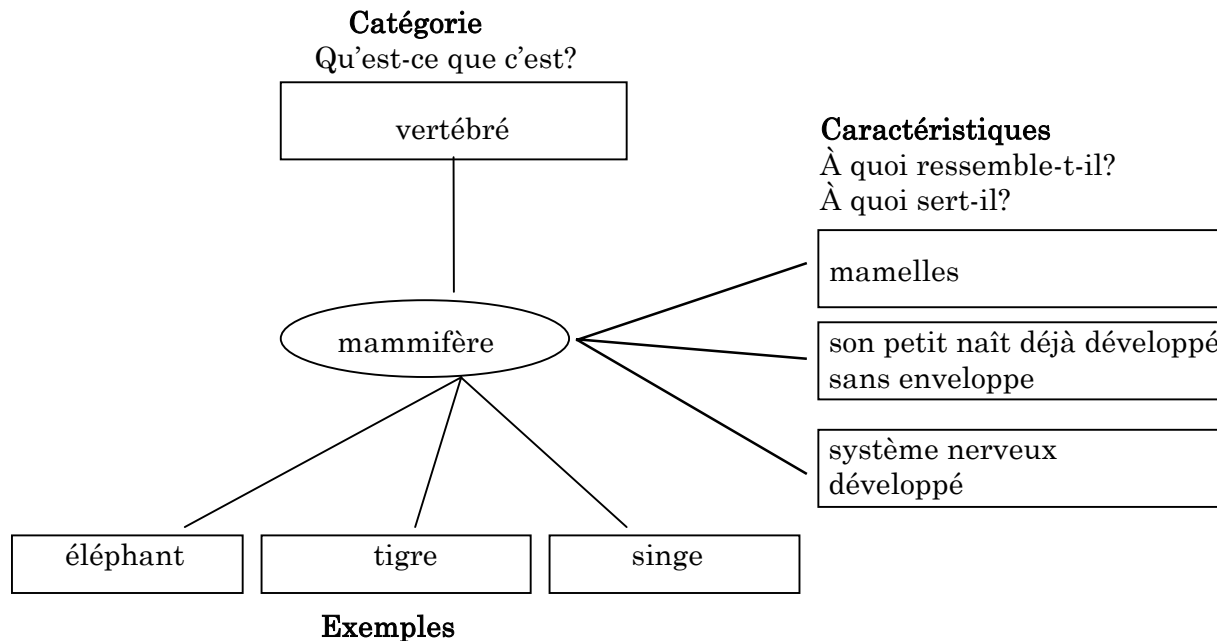 Catégorie
Qu’est-ce que c’est?
vertébré
Caractéristiques
À quoi ressemble-t-il?
À quoi sert-il?
mamelles
mammifère
son petit naît déjà développé
sans enveloppe
système nerveux
développé
éléphant
tigre
singe
Exemples